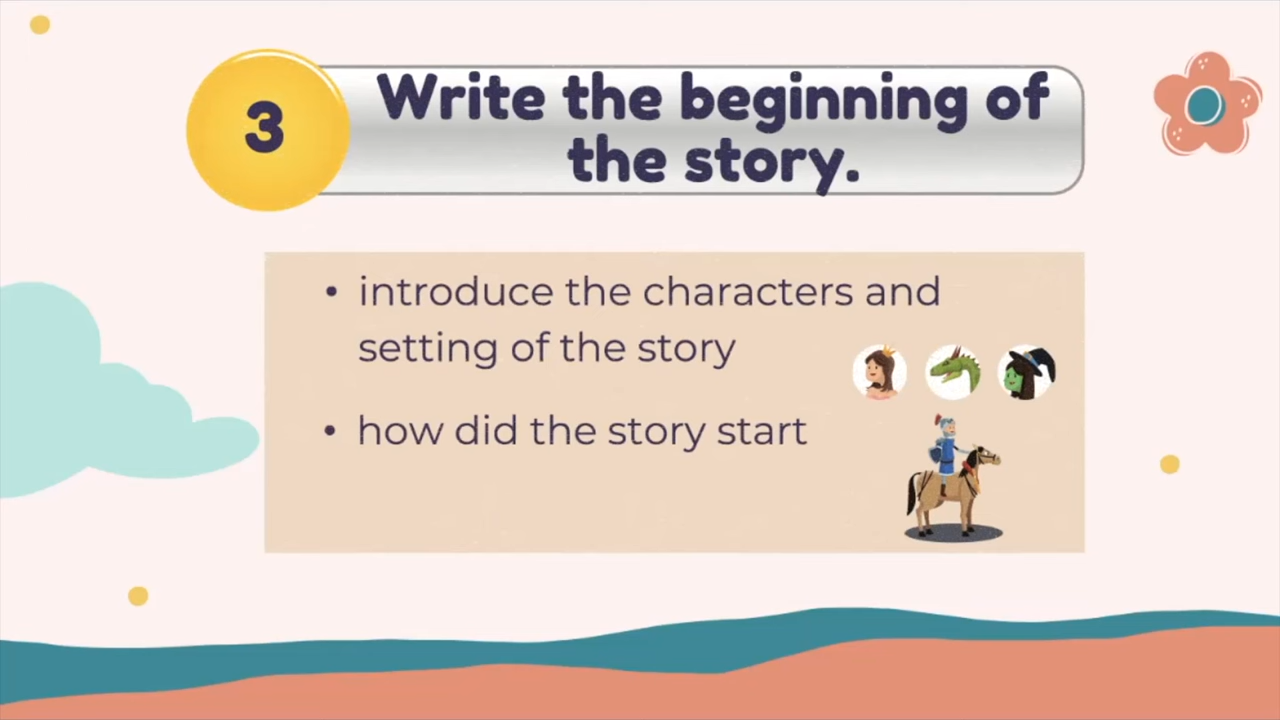 3
Write the beginning of
the story.
• introduce the characters and
setting of the story
• how did the story start